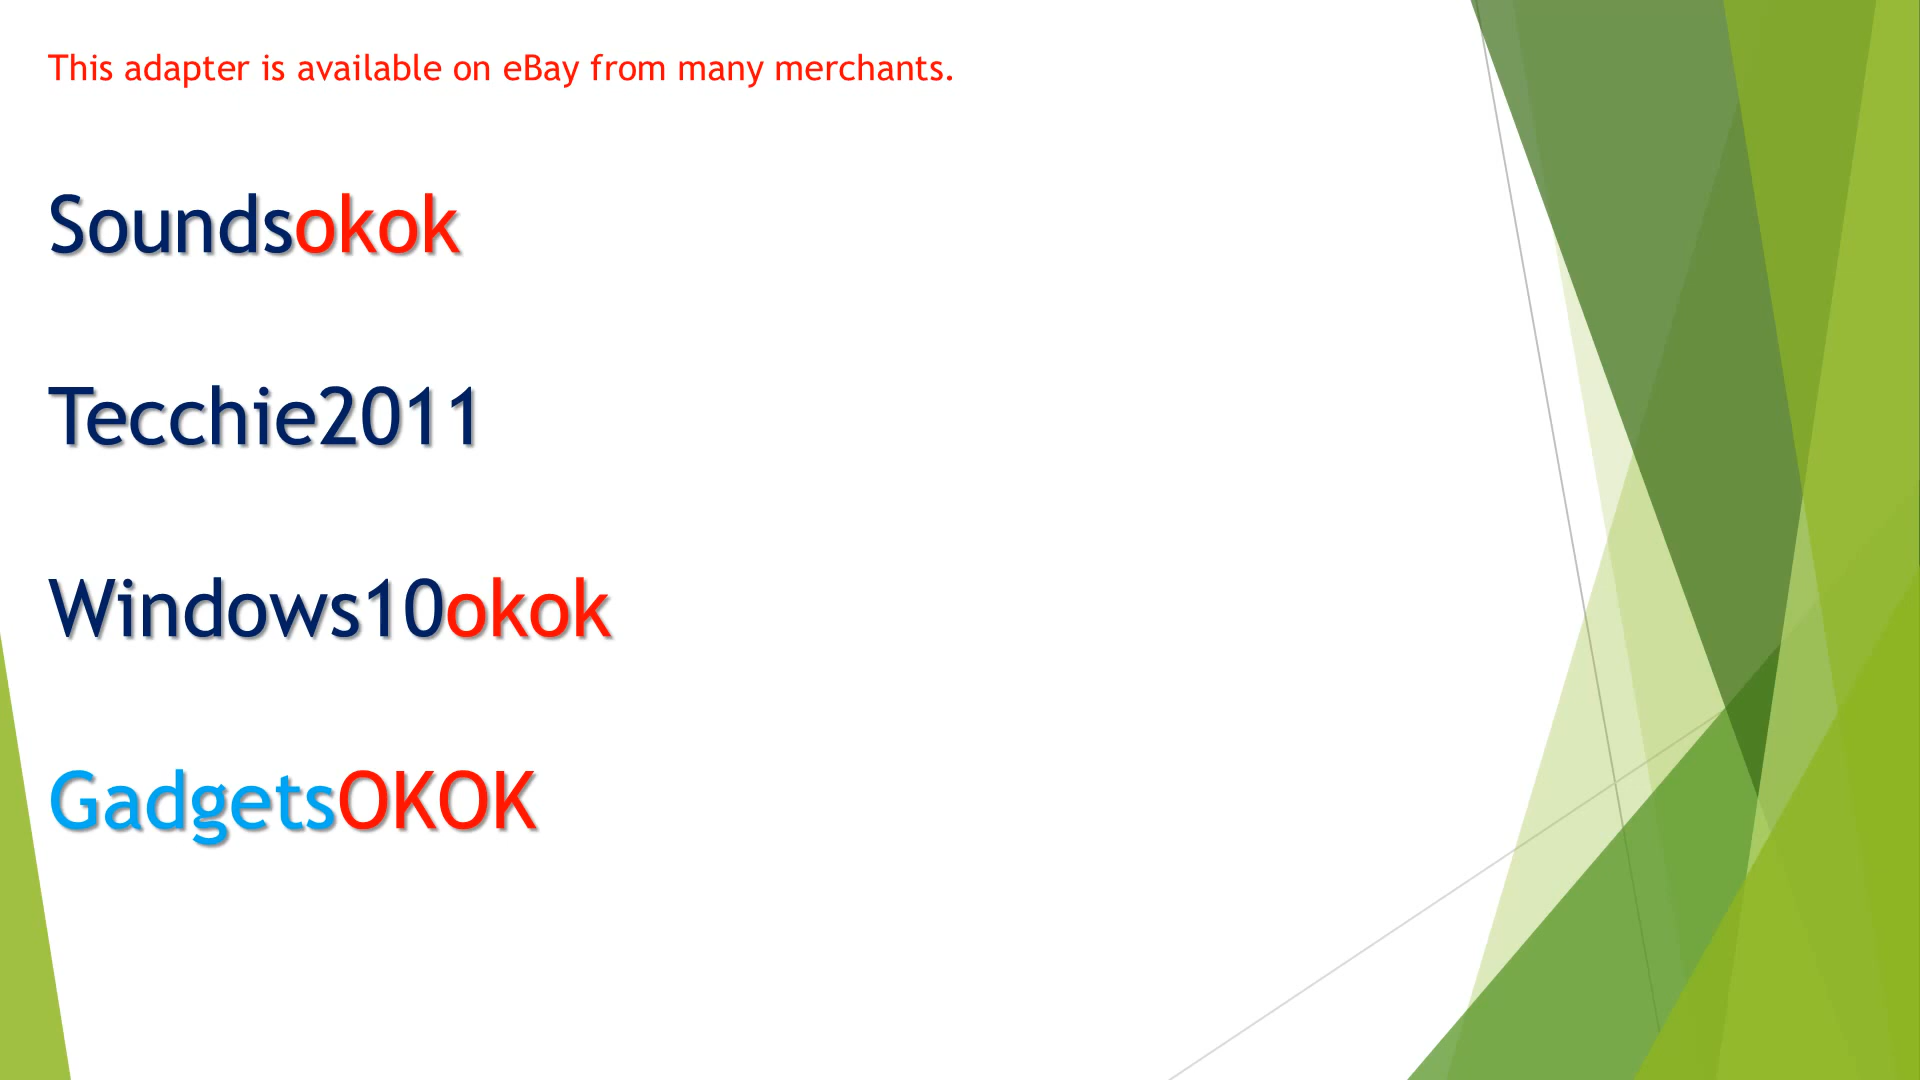 This adapter is available on eBay from many merchants.
Soundsokok
Tecchie2011
Windows10okok
GadgetsOKOK